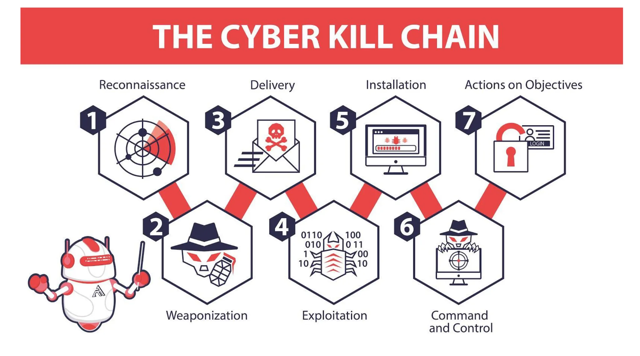 THE CYBER KILL CHAIN
1
Reconnaissance
2
Weaponization
3
Delivery
4
0110 100
010 0 11
1 00
10 10
Exploitation
5
Installation
6
Command
and Control
7
Actions on Objectives
LOGIN